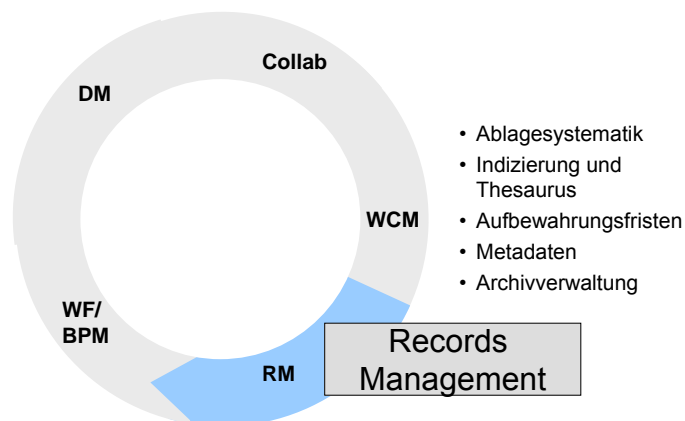 Collab
DM
• Ablagesystematik
• Indizierung und
Thesaurus
• Aufbewahrungsfristen
• Metadaten
• Archivverwaltung
WCM
WF/
BPM
RM
Records
Management